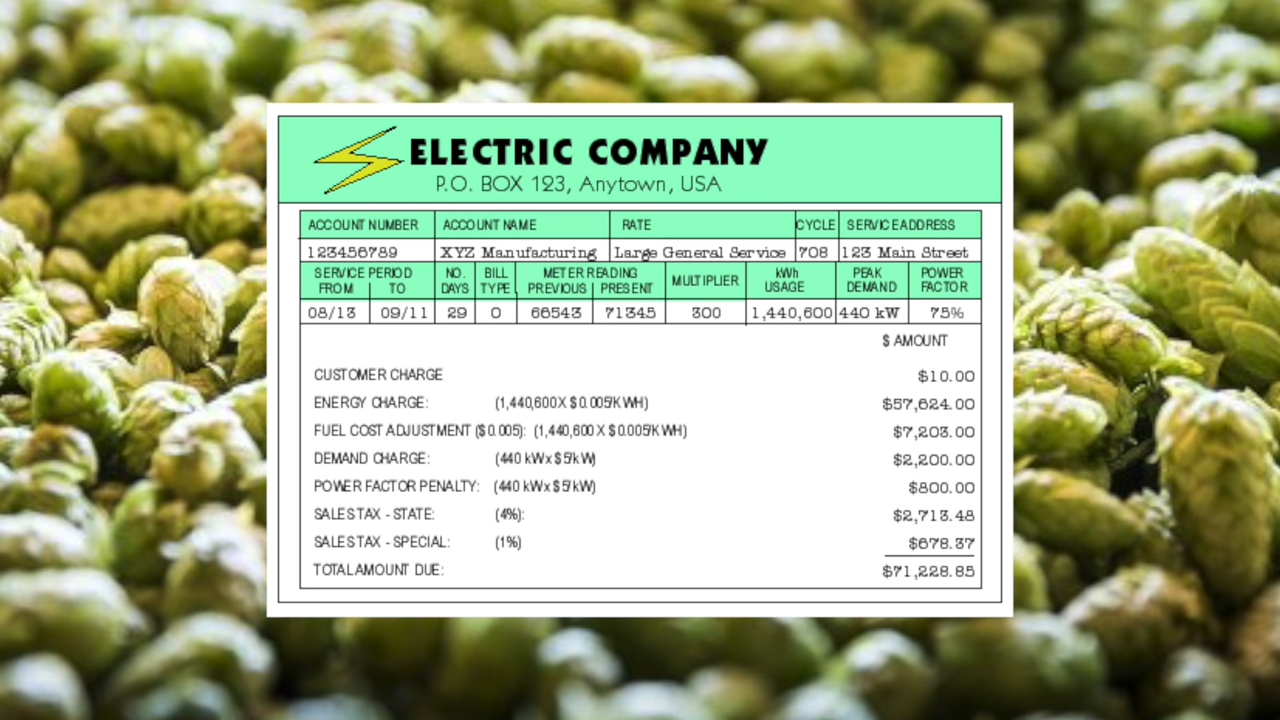 ELECTRIC COMPANY
P.O. BOX 123, Anytown, USA
ACCOUNT NUMBER ACCOUNT NAME RATE CYCLE SERVICE ADDRESS
123456789 XYZ Manufacturing Large General Service 708 123 Main Street
SERVICE PERIOD NO. BILL METER READING MULTIPLIER kWh PEAK POWER
FROM TO DAYS TYPE PREVIOUS PRESENT USAGE DEMAND FACTOR
08/13 09/11 29 0 66543 71345 300 1,440,600 440 kW 75%
$ AMOUNT
CUSTOMER CHARGE $10.00
ENERGY CHARGE: (1,440,600 X $0.005/KWH) $57,624.00
FUEL COST ADJUSTMENT ($0.005): (1,440,600 X $0.005/KWH) $7,203.00
DEMAND CHARGE: (440 kW x $5/kW) $2,200.00
POWER FACTOR PENALTY: (440 kW x $5/kW) $800.00
SALES TAX - STATE: (4%): $2,713.48
SALES TAX - SPECIAL: (1%) $678.37
TOTAL AMOUNT DUE: $71,228.85